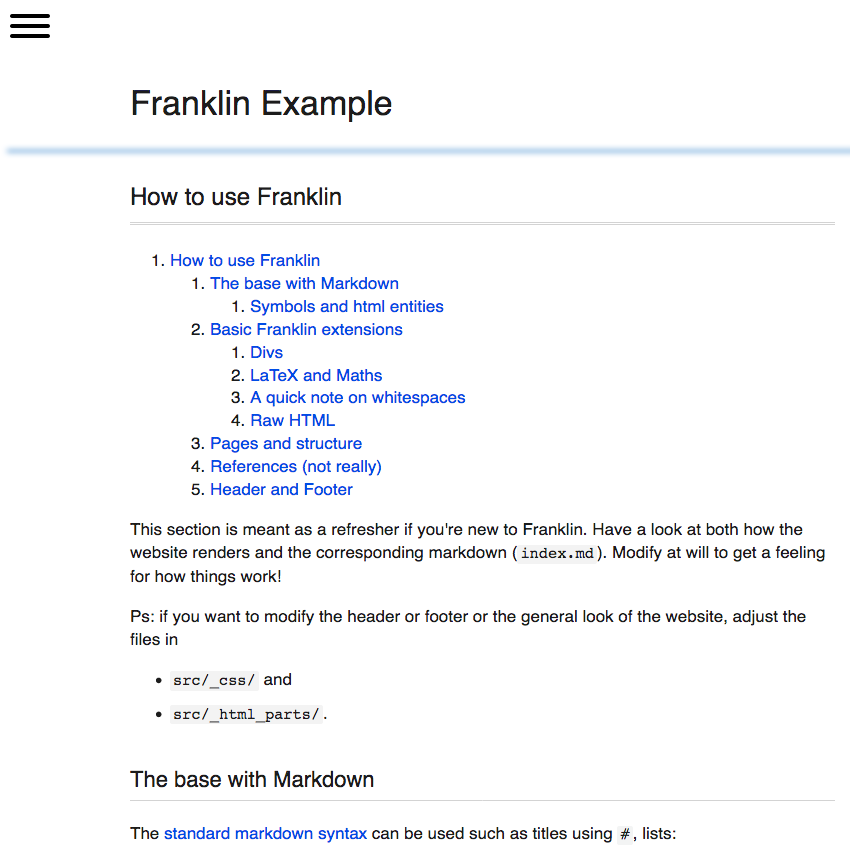 Franklin Example
How to use Franklin
1. How to use Franklin
1. The base with Markdown
1. Symbols and html entities
2. Basic Franklin extensions
1. Divs
2. LaTeX and Maths
3. A quick note on whitespaces
4. Raw HTML
3. Pages and structure
4. References (not really)
5. Header and Footer
This section is meant as a refresher if you're new to Franklin. Have a look at both how the
website renders and the corresponding markdown (index.md). Modify at will to get a feeling
for how things work!
Ps: if you want to modify the header or footer or the general look of the website, adjust the
files in
• src/_css/ and
• src/_html_parts/.
The base with Markdown
The standard markdown syntax can be used such as titles using #, lists: